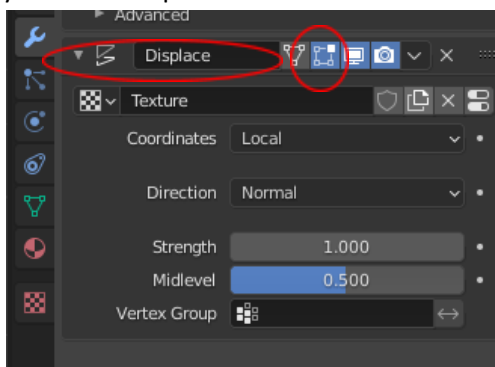 Advanced
Displace
Texture
Coordinates Local
Direction Normal
Strength 1.000
Midlevel 0.500
Vertex Group